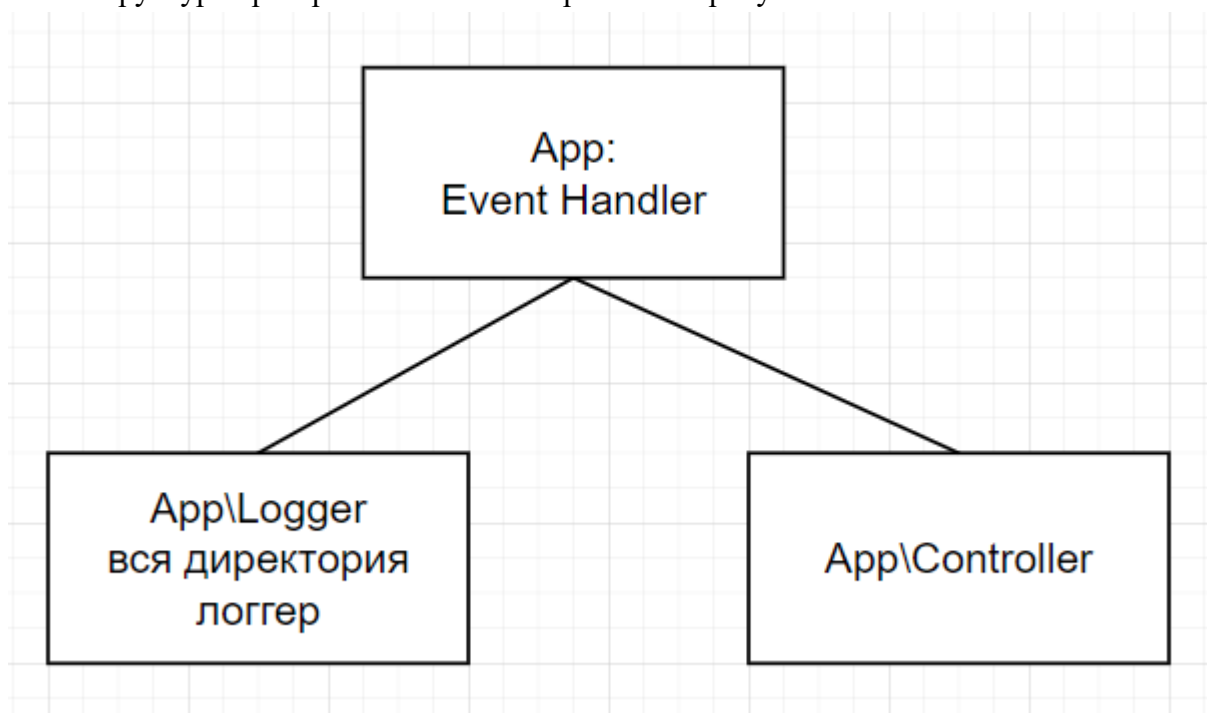 App:
Event Handler
App\Logger
вся директория
логгер
App\Controller